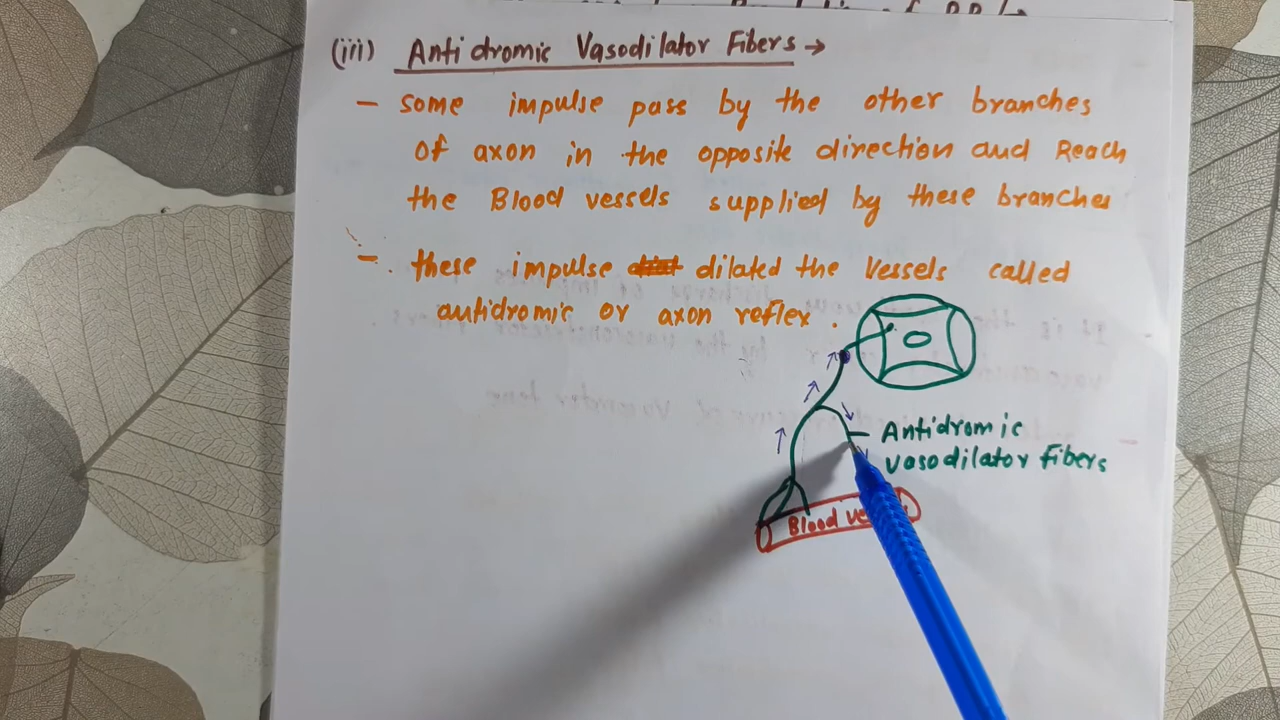 (iii) Antidromic Vasodilator Fibers →
- some impulse pass by the other branches
of axon in the opposite direction and Reach
the Blood vessels supplied by these branches
- these impulse dilated the vessels called
antidromic or axon reflex.
Antidromic
vasodilator Fibers
Blood